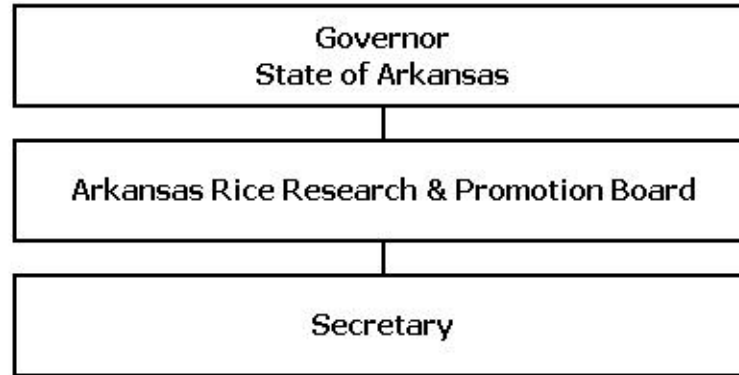 Governor
State of Arkansas
Arkansas Rice Research & Promotion Board
Secretary